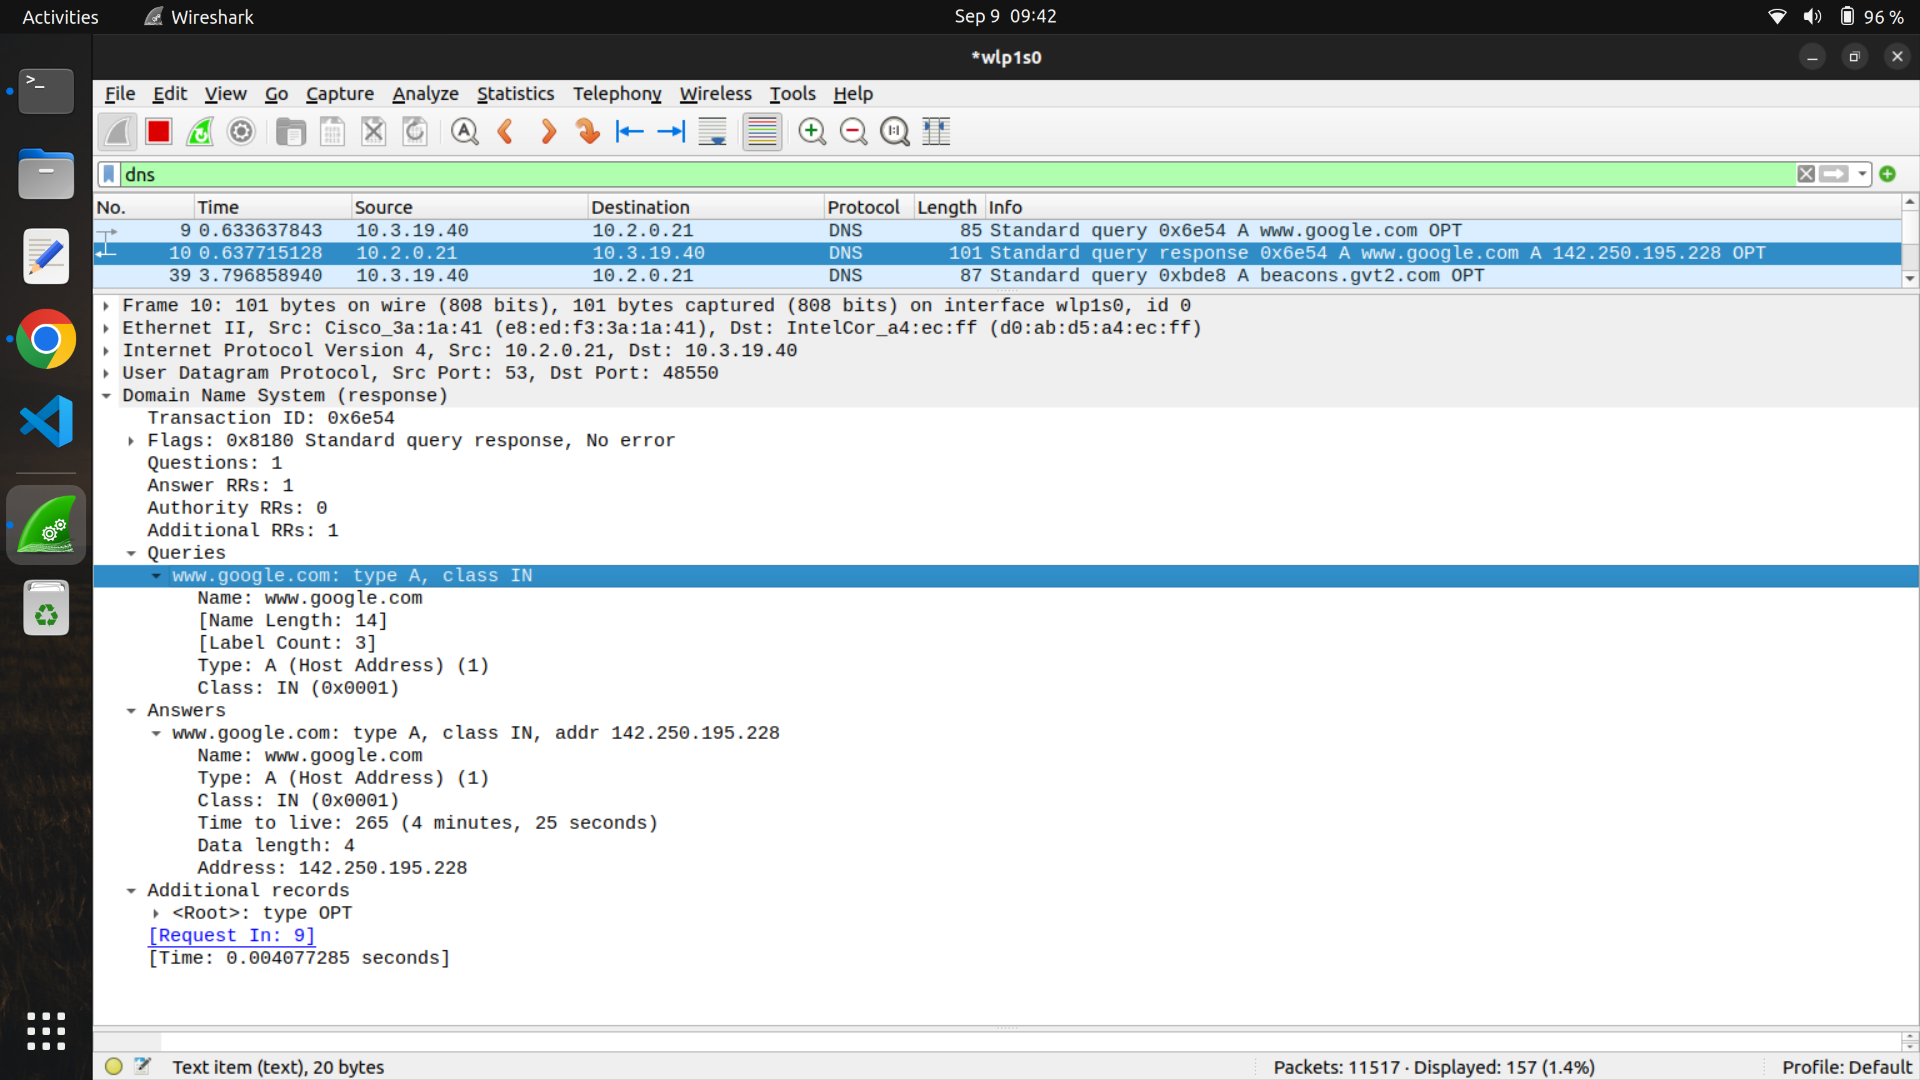 Activities Wireshark Sep 9 09:42 96 %
*wlp1s0
File Edit View Go Capture Analyze Statistics Telephony Wireless Tools Help
dns
No. Time Source Destination Protocol Length Info
9 0.633637843 10.3.19.40 10.2.0.21 DNS 85 Standard query 0x6e54 A www.google.com OPT
10 0.637715128 10.2.0.21 10.3.19.40 DNS 101 Standard query response 0x6e54 A www.google.com A 142.250.195.228 OPT
39 3.796858940 10.3.19.40 10.2.0.21 DNS 87 Standard query 0xbde8 A beacons.gvt2.com OPT
Frame 10: 101 bytes on wire (808 bits), 101 bytes captured (808 bits) on interface wlp1s0, id 0
Ethernet II, Src: Cisco_3a:1a:41 (e8:ed:f3:3a:1a:41), Dst: IntelCor_a4:ec:ff (d0:ab:d5:a4:ec:ff)
Internet Protocol Version 4, Src: 10.2.0.21, Dst: 10.3.19.40
User Datagram Protocol, Src Port: 53, Dst Port: 48550
Domain Name System (response)
Transaction ID: 0x6e54
Flags: 0x8180 Standard query response, No error
Questions: 1
Answer RRs: 1
Authority RRs: 0
Additional RRs: 1
Queries
www.google.com: type A, class IN
Name: www.google.com
[Name Length: 14]
[Label Count: 3]
Type: A (Host Address) (1)
Class: IN (0x0001)
Answers
www.google.com: type A, class IN, addr 142.250.195.228
Name: www.google.com
Type: A (Host Address) (1)
Class: IN (0x0001)
Time to live: 265 (4 minutes, 25 seconds)
Data length: 4
Address: 142.250.195.228
Additional records
<Root>: type OPT
[Request In: 9]
[Time: 0.004077285 seconds]
Text item (text), 20 bytes Packets: 11517 · Displayed: 157 (1.4%) Profile: Default